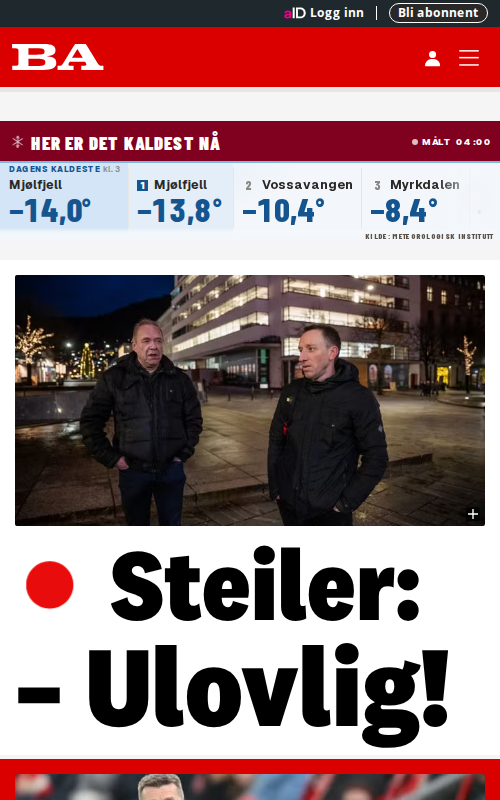 aID Logg inn
Bli abonnent
BA
HER ER DET KALDEST NÅ
MÅLT 04:00
DAGENS KALDESTE kl. 3
Mjølfjell
−14,0°
1 Mjølfjell
−13,8°
2 Vossavangen
−10,4°
3 Myrkdalen
−8,4°
KILDE: METEOROLOGISK INSTITUTT
Steiler:
– Ulovlig!